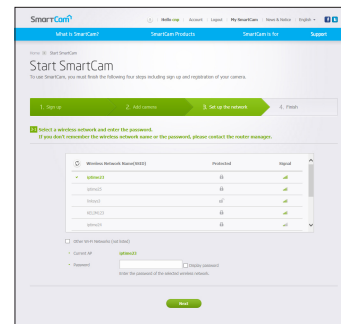 SmartCam
Hello smp | Account | Logout | My SmartCam | News & Notice | English
What is SmartCam? SmartCam Products SmartCam is for Support
Home Start SmartCam
Start SmartCam
To use SmartCam, you must finish the following four steps including sign up and registration of your camera.
1. Sign up 2. Add camera 3. Set up the network 4. Finish
Select a wireless network and enter the password.
If you don't remember the wireless network name or the password, please contact the router manager.
Wireless Network Name(SSID) Protected Signal
iptime23
iptime23
Other Wi-Fi Networks
Current AP iptime23
Password Display password
Enter the password of the selected wireless network.
Next